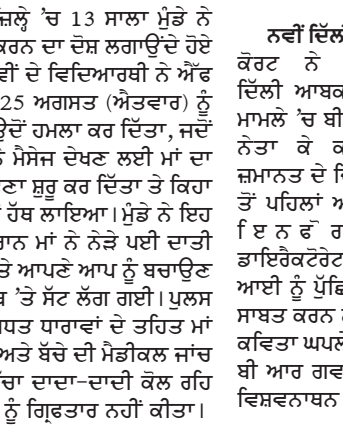 ਜ਼ਿਲ੍ਹੇ ’ਚ 13 ਸਾਲਾ ਮੁੰਡੇ ਨੇ
ਕਰਨ ਦਾ ਦੋਸ਼ ਲਗਾਉਂਦੇ ਹੋਏ
ਵੀਂ ਦੇ ਵਿਦਿਆਰਥੀ ਨੇ ਐੱਫ
25 ਅਗਸਤ (ਐਤਵਾਰ) ਨੂੰ
ਉਦੋਂ ਹਮਲਾ ਕਰ ਦਿੱਤਾ, ਜਦੋਂ
ਮੈਸੇਜ ਦੇਖਣ ਲਈ ਮਾਂ ਦਾ
ਣਾ ਸ਼ੁਰੂ ਕਰ ਦਿੱਤਾ ਤੇ ਕਿਹਾ
ਹੱਥ ਲਾਇਆ। ਮੁੰਡੇ ਨੇ ਇਹ
ਰਾਨ ਮਾਂ ਨੇ ਨੇੜੇ ਪਈ ਦਾਤੀ
ਤੇ ਆਪਣੇ ਆਪ ਨੂੰ ਬਚਾਉਣ
’ਤੇ ਸੱਟ ਲੱਗ ਗਈ। ਪੁਲਸ
ਧਤ ਧਾਰਾਵਾਂ ਦੇ ਤਹਿਤ ਮਾਂ
ਅਤੇ ਬੱਚੇ ਦੀ ਮੈਡੀਕਲ ਜਾਂਚ
ਚਾ ਦਾਦਾ-ਦਾਦੀ ਕੋਲ ਰਹਿ
ਨੂੰ ਗ੍ਰਿਫਤਾਰ ਨਹੀਂ ਕੀਤਾ।
ਨਵੀਂ ਦਿੱਲੀ
ਕੋਰਟ ਨੇ
ਦਿੱਲੀ ਆਬਕ
ਮਾਮਲੇ ’ਚ ਬੀ
ਨੇਤਾ ਕੇ ਕ
ਜ਼ਮਾਨਤ ਦੇ ਦਿ
ਤੋਂ ਪਹਿਲਾਂ ਅ
ਇਨਫੋਰ
ਡਾਇਰੈਕਟੋਰੇਟ
ਆਈ ਨੂੰ ਪੁੱਛਿ
ਸਾਬਤ ਕਰਨ ਲ
ਕਵਿਤਾ ਘਪਲੇ
ਬੀ ਆਰ ਗਵ
ਵਿਸ਼ਵਨਾਥਨ